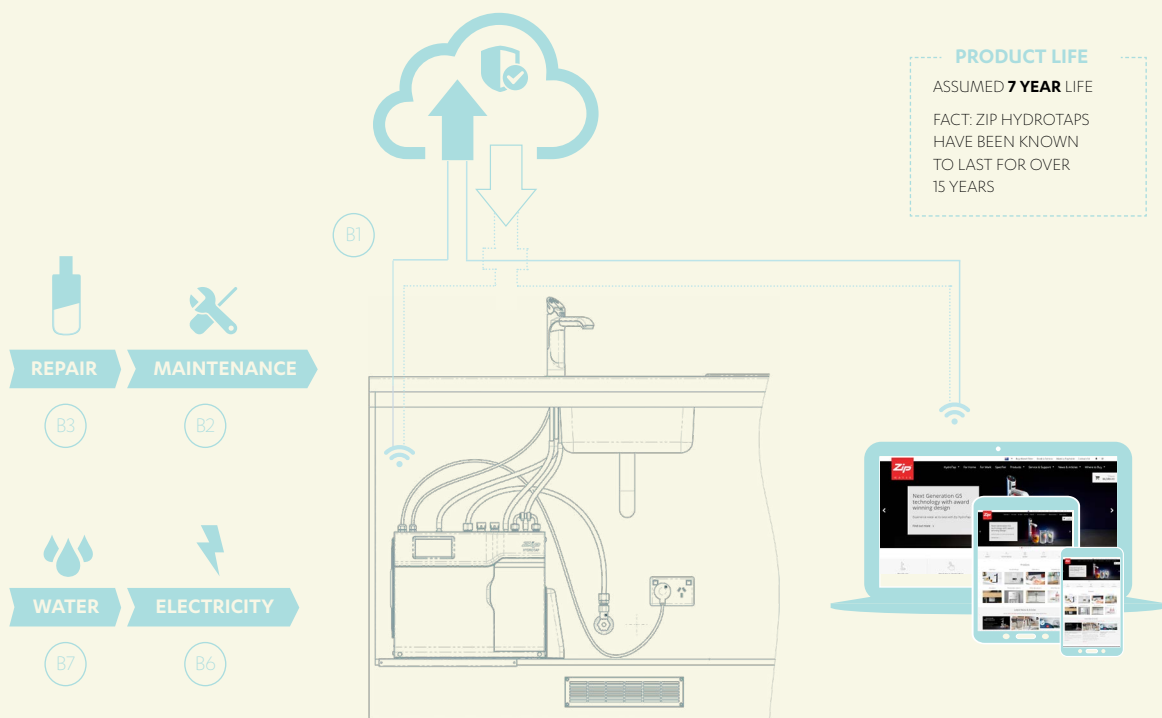 PRODUCT LIFE
ASSUMED 7 YEAR LIFE
FACT: ZIP HYDROTAPS
HAVE BEEN KNOWN
TO LAST FOR OVER
15 YEARS
B1
REPAIR
MAINTENANCE
B3
B2
Zip
Next Generation G5
technology with award
winning design
Zip
WATER
ELECTRICITY
B7
B6